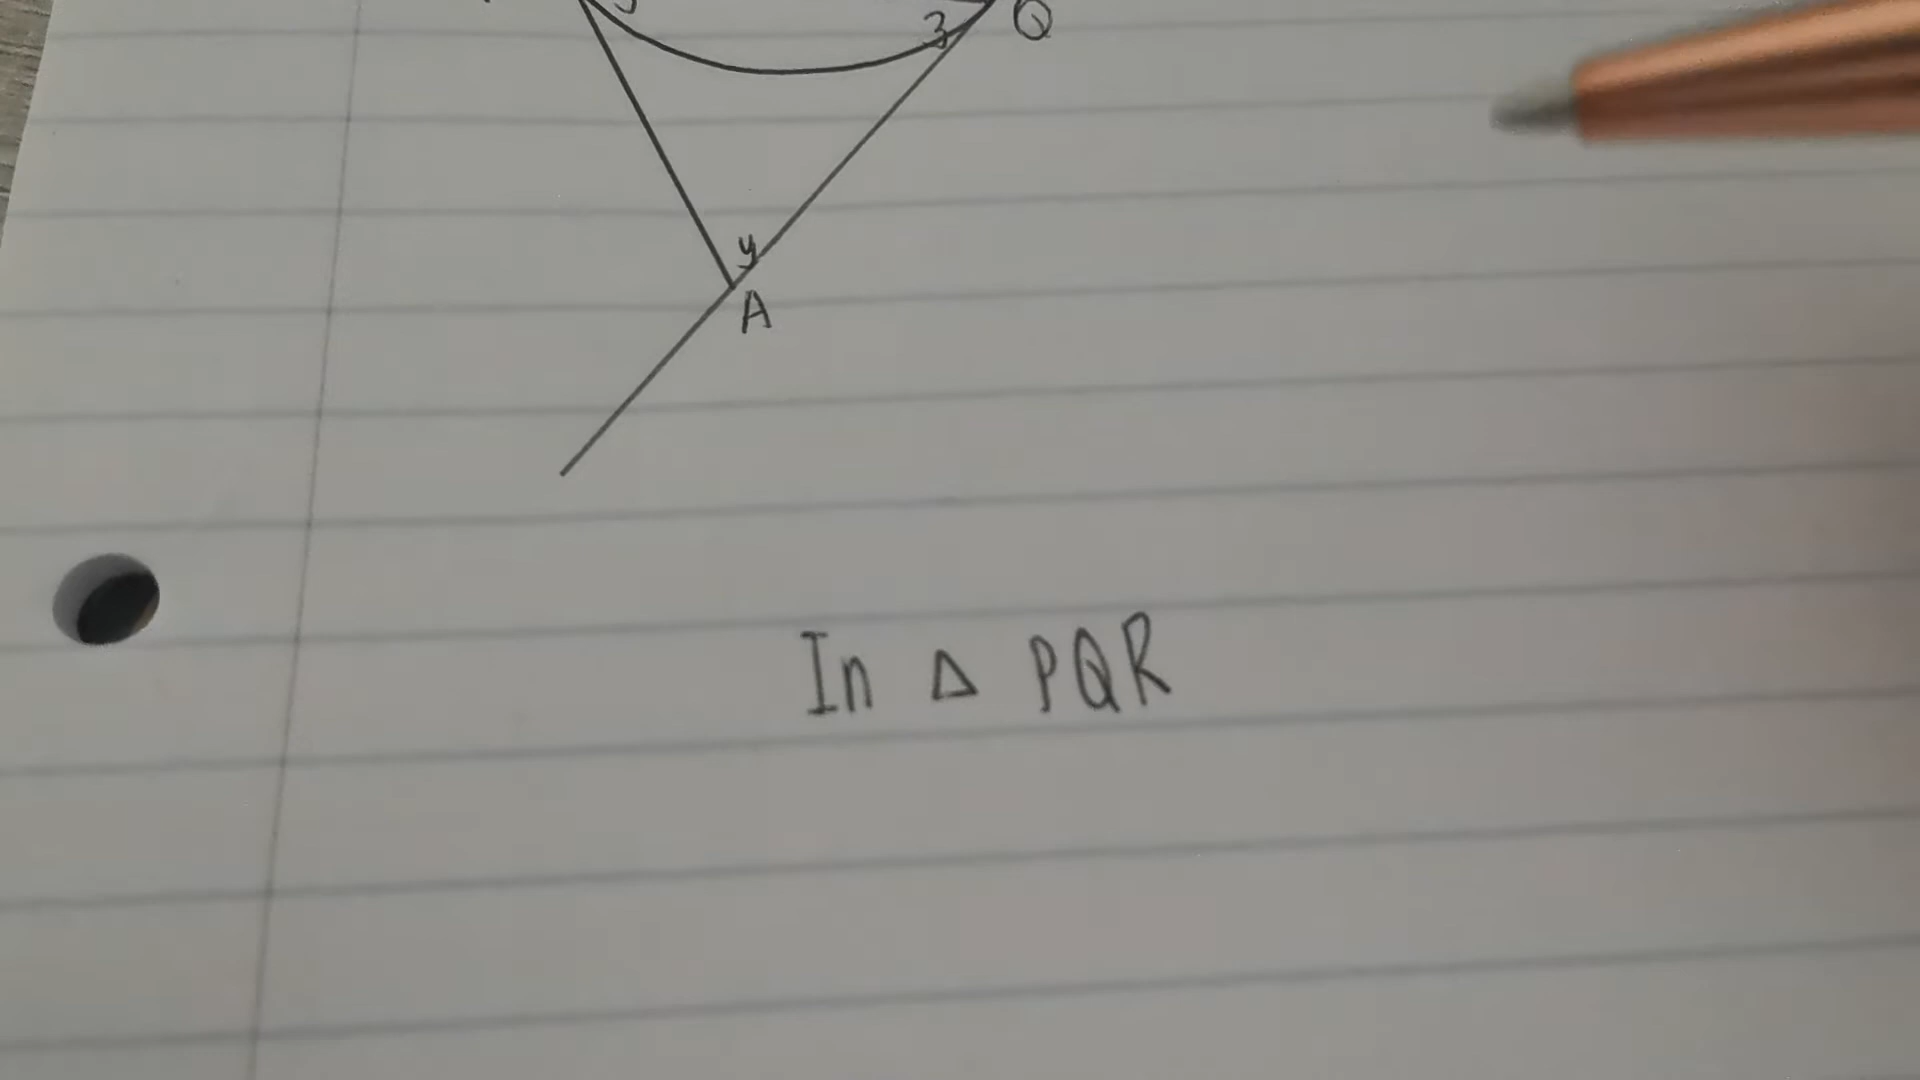 3 Q
y
A
In Δ PQR